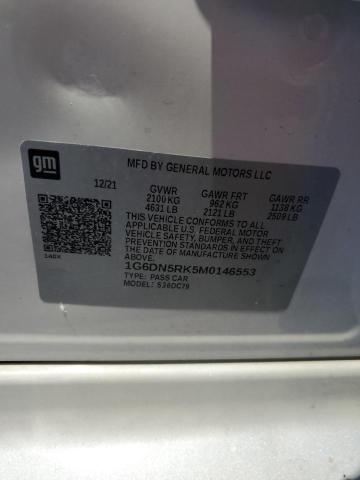 gm
MFD BY GENERAL MOTORS LLC
12/21 GVWR GAWR FRT GAWR RR
2100 KG 962 KG 1138 KG
4631 LB 2121 LB 2509 LB
THIS VEHICLE CONFORMS TO ALL
APPLICABLE U.S. FEDERAL MOTOR
VEHICLE SAFETY, BUMPER, AND THEFT
PREVENTION STANDARDS IN EFFECT ON
THE DATE OF MANUFACTURE SHOWN
ABOVE.
1G6DN5RK5M0146553
TYPE: PASS CAR
MODEL: S36DC79